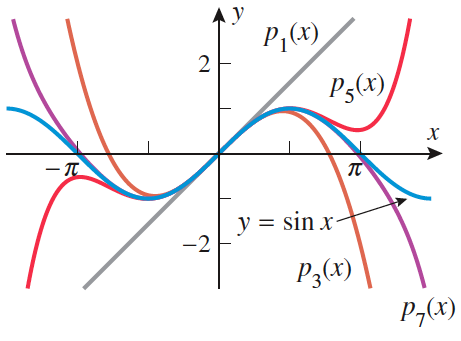 y
p₁(x)
2
p₅(x)
x
−π
π
y = sin x
−2
p₃(x)
p₇(x)